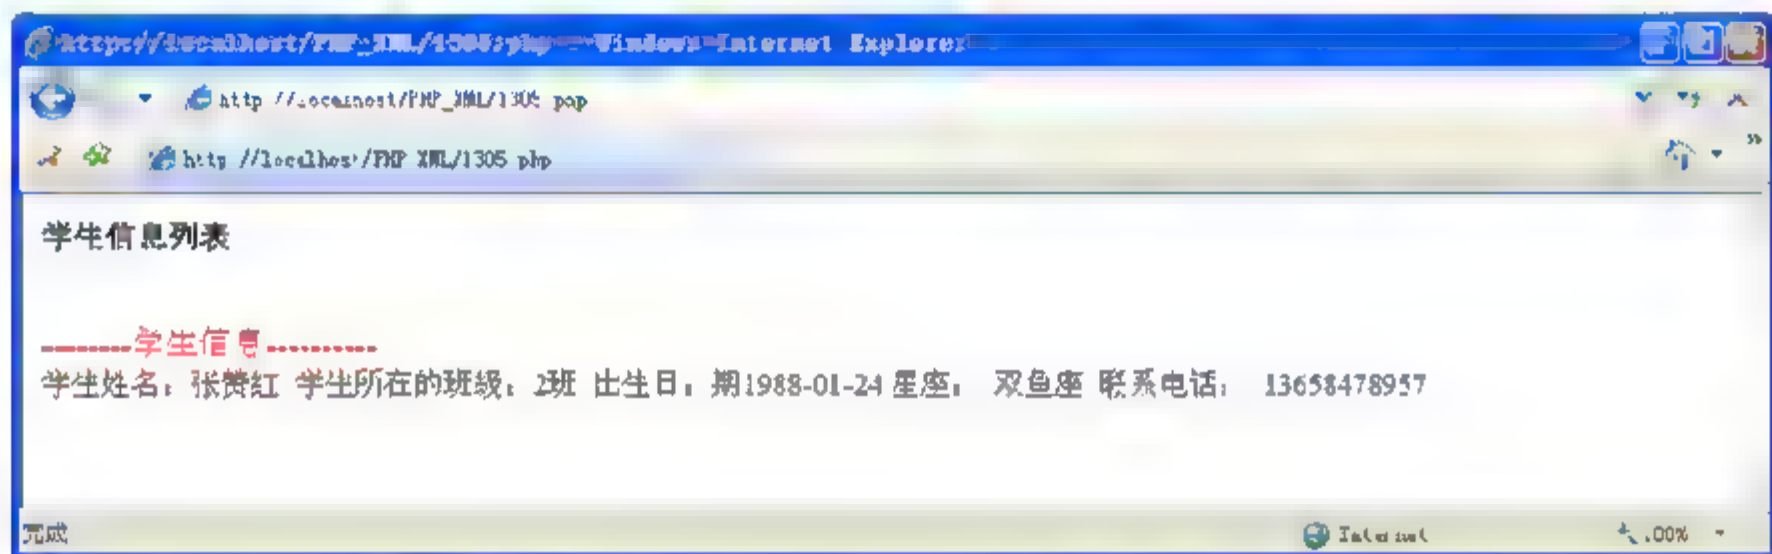 http://localhost/PHP_XML/1305.php - Windows Internet Explorer
http //localhost/PHP_XML/1305 php
http //localhost/PHP XML/1305 php
学生信息列表
--------学生信息----------
学生姓名：张赞红 学生所在的班级：2班 出生日：期1988-01-24 星座： 双鱼座 联系电话： 13658478957
完成
Internet
100%